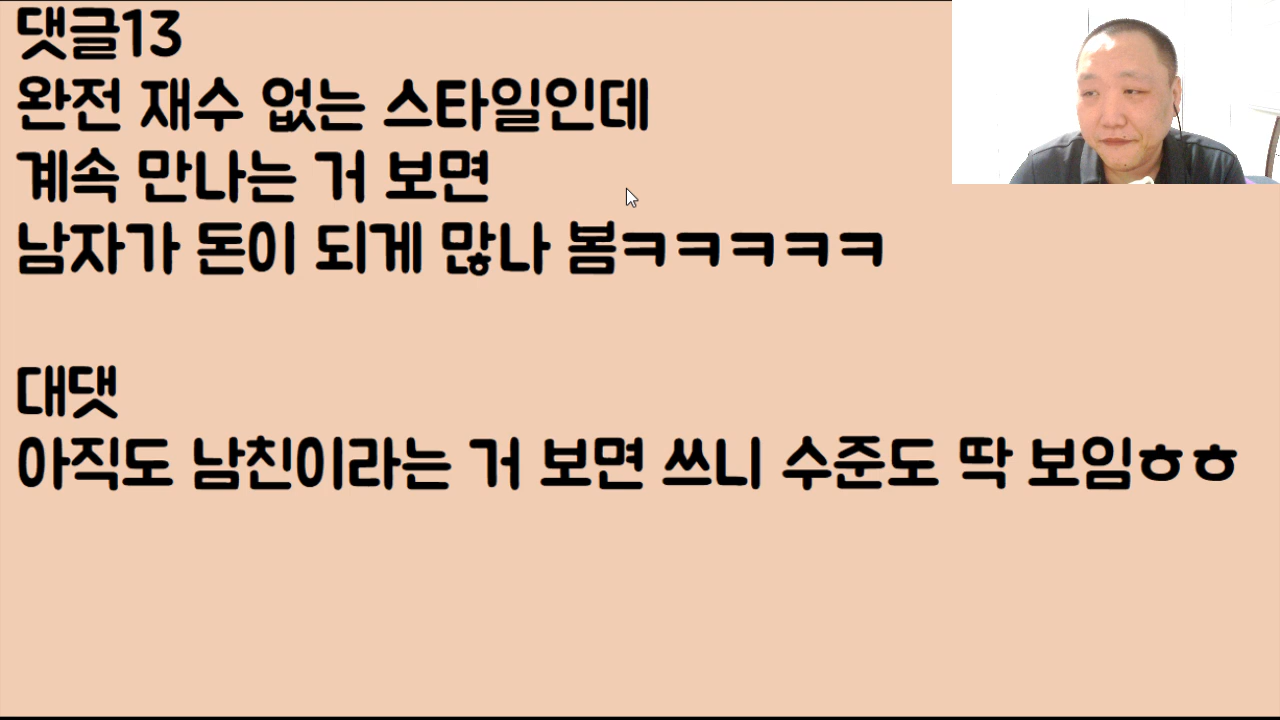 댓글13
완전 재수 없는 스타일인데
계속 만나는 거 보면
남자가 돈이 되게 많나 봄ㅋㅋㅋㅋㅋ
대댓
아직도 남친이라는 거 보면 쓰니 수준도 딱 보임ㅎㅎ